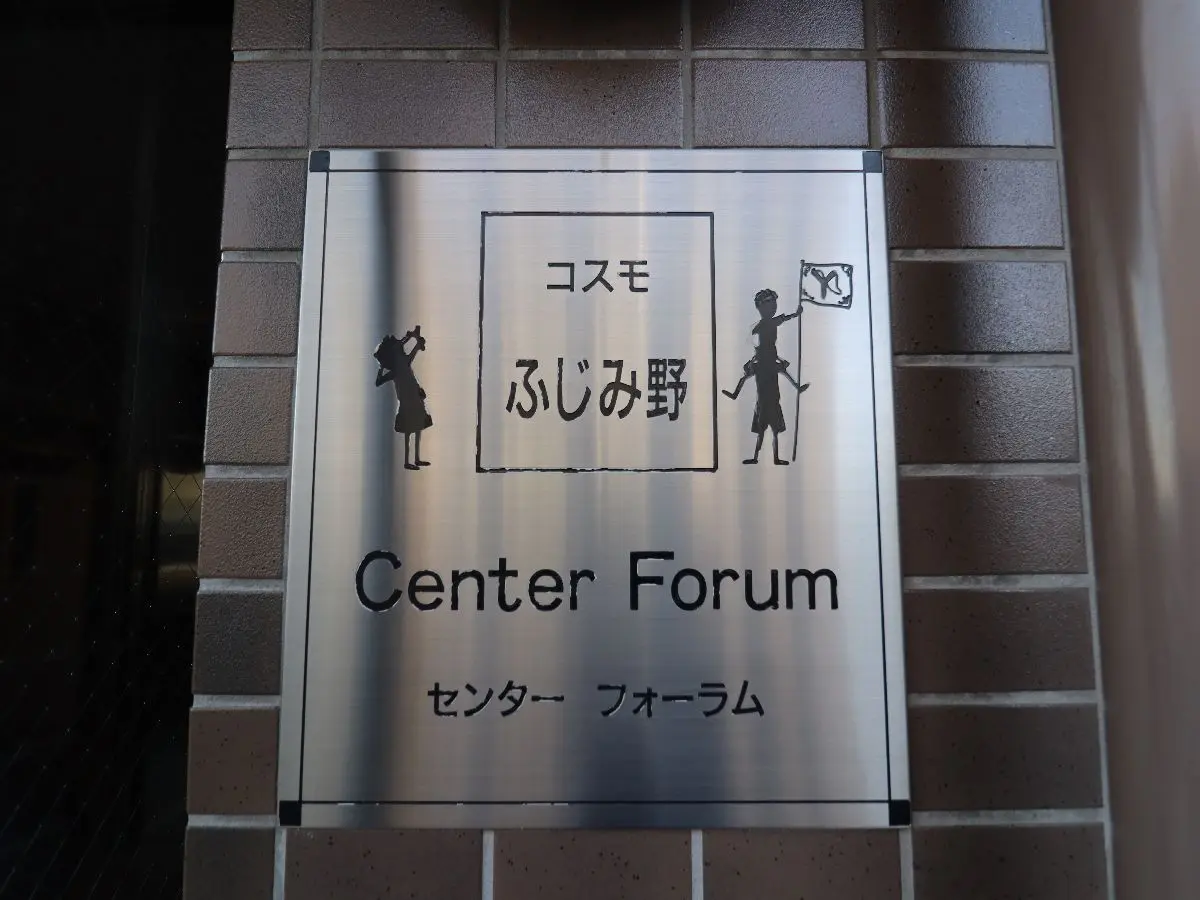 コスモ
ふじみ野
Center Forum
センター フォーラム